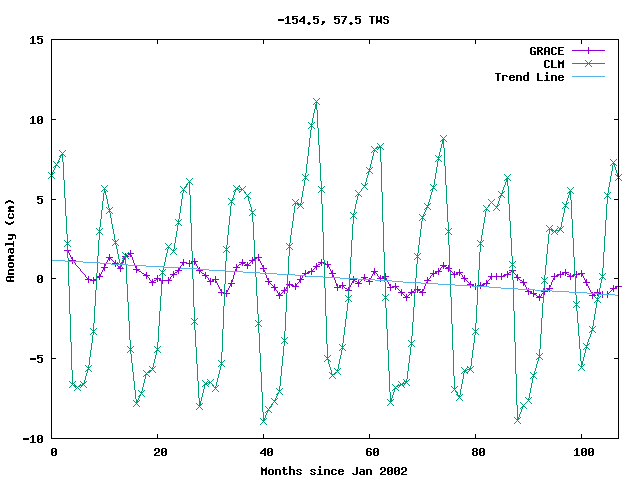 -154.5, 57.5 TWS
GRACE
CLM
Trend Line
Anomaly (cm)
15
10
5
0
-5
-10
0 20 40 60 80 100
Months since Jan 2002